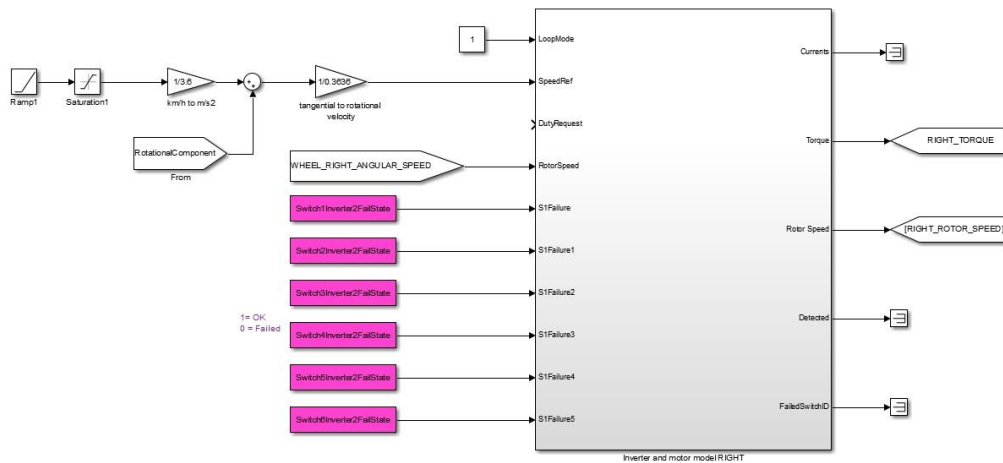 1
LoopMode
Currents
1/3.6
1/0.3636
SpeedRef
Ramp1
Saturation1
km/h to m/s2
tangential to rotational
velocity
DutyRequest
RotationalComponent
From
Torque
RIGHT_TORQUE
WHEEL_RIGHT_ANGULAR_SPEED
RotorSpeed
Switch1Inverter2FailState
S1Failure
Rotor Speed
[RIGHT_ROTOR_SPEED]
Switch2Inverter2FailState
S1Failure1
Switch3Inverter2FailState
S1Failure2
1= OK
0 = Failed
Detected
Switch4Inverter2FailState
S1Failure3
Switch5Inverter2FailState
S1Failure4
FailedSwitchID
Switch6Inverter2FailState
S1Failure5
Inverter and motor model RIGHT